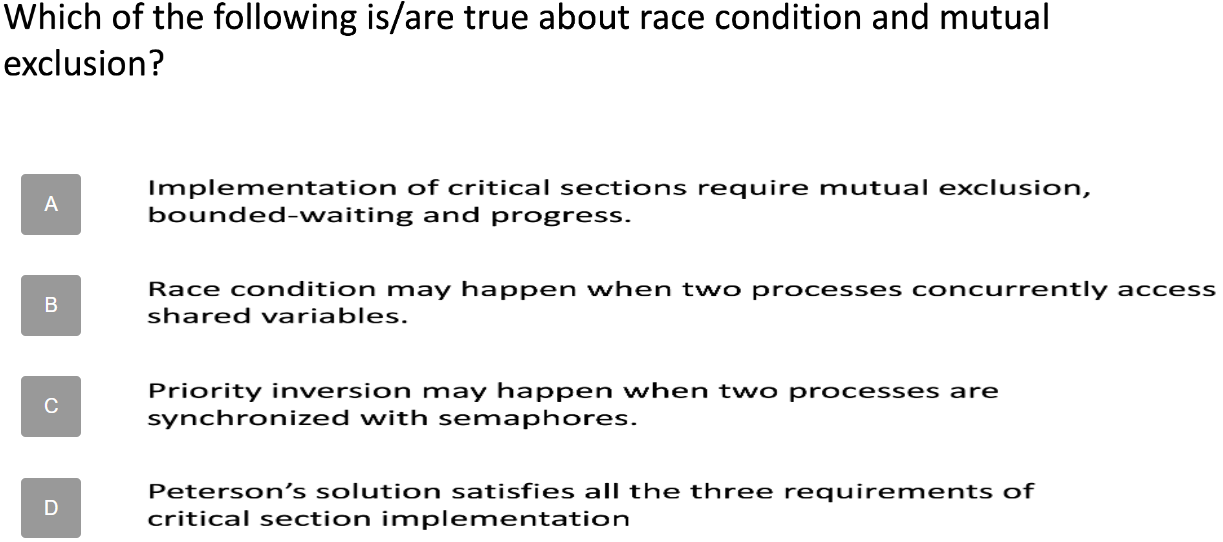 Which of the following is/are true about race condition and mutual
exclusion?
A
Implementation of critical sections require mutual exclusion,
bounded-waiting and progress.
B
Race condition may happen when two processes concurrently access
shared variables.
C
Priority inversion may happen when two processes are
synchronized with semaphores.
D
Peterson's solution satisfies all the three requirements of
critical section implementation